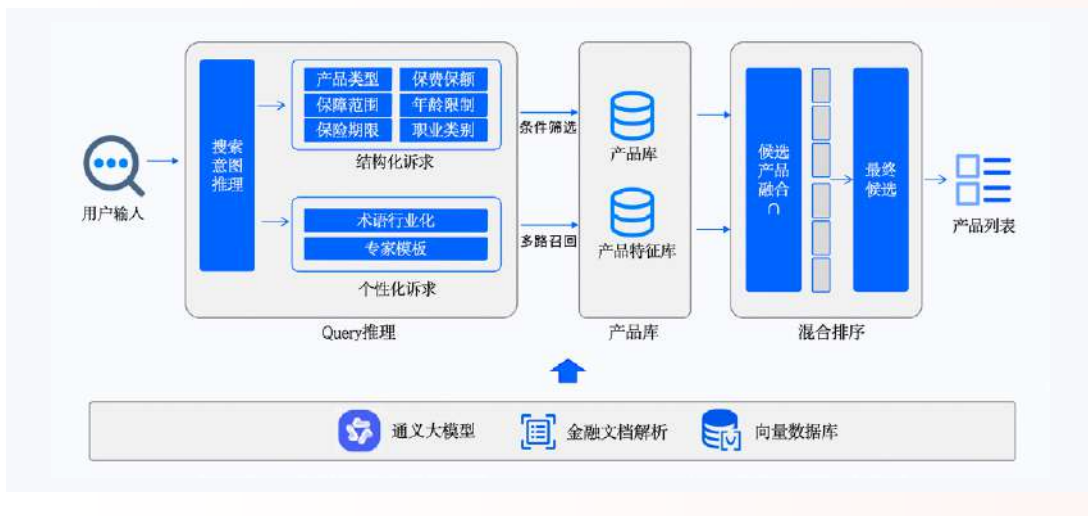 用户输入
搜索
意图
推理
产品类型
保费保额
保障范围
年龄限制
保险期限
职业类别
结构化诉求
术语行业化
专家模板
个性化诉求
Query推理
条件筛选
多路召回
产品库
产品特征库
产品库
候选
产品
融合
∩
最终
候选
混合排序
产品列表
通义大模型
金融文档解析
向量数据库